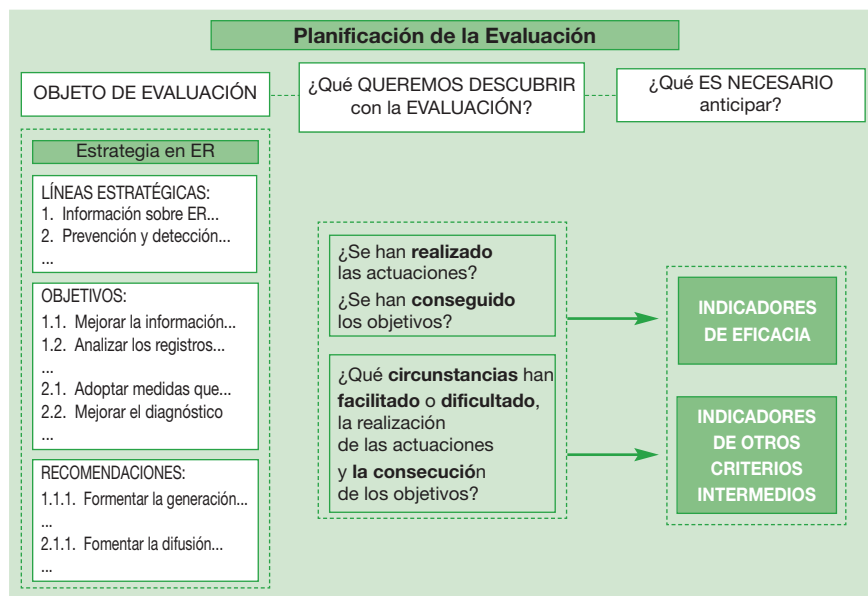 Planificación de la Evaluación
OBJETO DE EVALUACIÓN
¿Qué QUEREMOS DESCUBRIR
con la EVALUACIÓN?
¿Qué ES NECESARIO
anticipar?
Estrategia en ER
LÍNEAS ESTRATÉGICAS:
1. Información sobre ER...
2. Prevención y detección...
...
OBJETIVOS:
1.1. Mejorar la información...
1.2. Analizar los registros...
...
2.1. Adoptar medidas que...
2.2. Mejorar el diagnóstico
...
RECOMENDACIONES:
1.1.1. Formentar la generación...
...
2.1.1. Fomentar la difusión...
...
¿Se han realizado
las actuaciones?
¿Se han conseguido
los objetivos?
¿Qué circunstancias han
facilitado o dificultado,
la realización
de las actuaciones
y la consecución
de los objetivos?
INDICADORES
DE EFICACIA
INDICADORES
DE OTROS
CRITERIOS
INTERMEDIOS